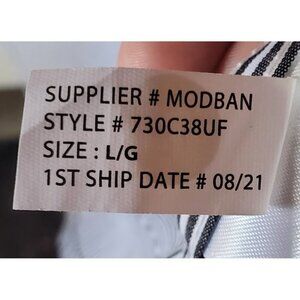 SUPPLIER # MODBAN
STYLE # 730C38UF
SIZE : L/G
1ST SHIP DATE # 08/21